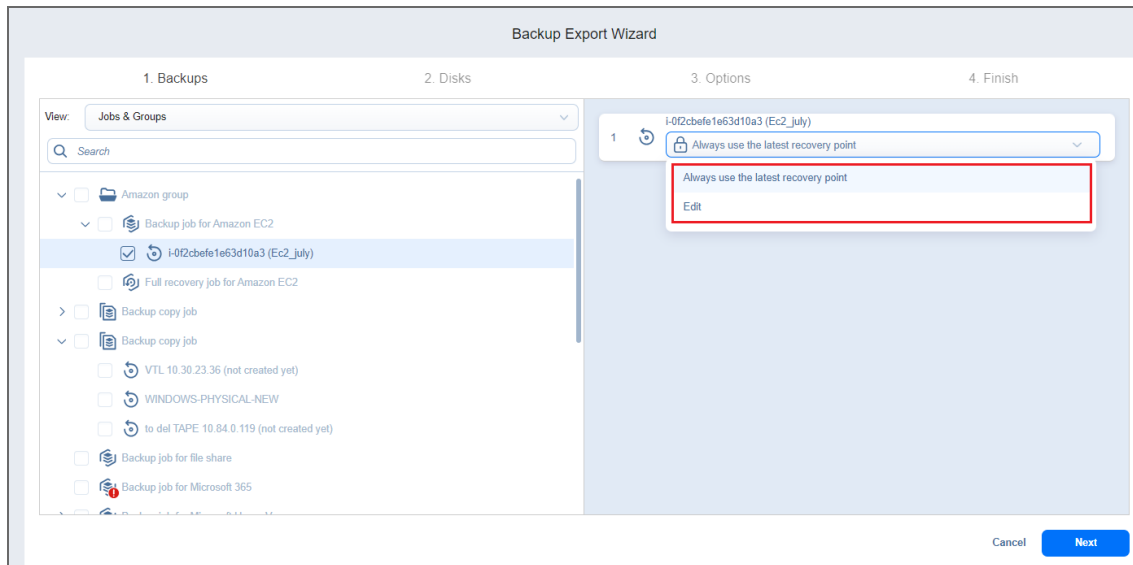 Backup Export Wizard
1. Backups
2. Disks
3. Options
4. Finish
View:
Jobs & Groups
Search
Amazon group
Backup job for Amazon EC2
i-0f2cbefe1e63d10a3 (Ec2_july)
Full recovery job for Amazon EC2
Backup copy job
Backup copy job
VTL 10.30.23.36 (not created yet)
WINDOWS-PHYSICAL-NEW
to del TAPE 10.84.0.119 (not created yet)
Backup job for file share
Backup job for Microsoft 365
1
i-0f2cbefe1e63d10a3 (Ec2_july)
Always use the latest recovery point
Always use the latest recovery point
Edit
Cancel
Next